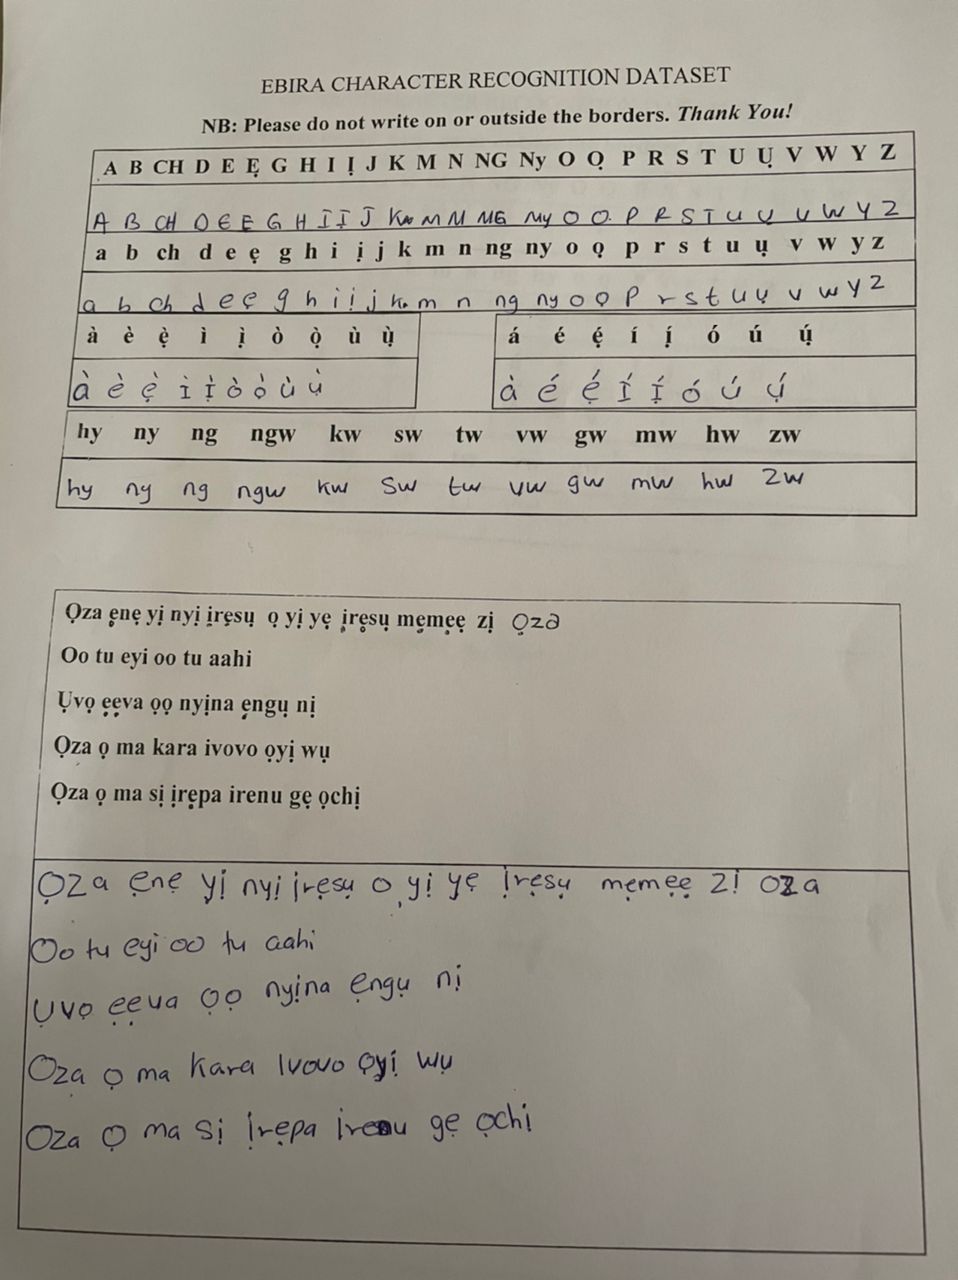 EBIRA CHARACTER RECOGNITION DATASET
NB: Please do not write on or outside the borders. Thank You!
A B CH D E Ẹ G H I Ị J K M N NG Ny O Ọ P R S T U Ụ V W Y Z
A B CH D E E G H I I J K M N NG Ny O O P R S T U U V W Y Z
a b ch d e ẹ g h i ị j k m n ng ny o ọ p r s t u ụ v w y z
a b ch d e ẹ g h i ị j k m n ng ny o ọ p r s t u ụ v w y z
à è ẹ̀ ì ị̀ ò ọ̀ ù ụ̀ á é ẹ́ í ị́ ó ú ụ́
à è ẹ̀ ì ị̀ ò ọ̀ ù ụ̀ à é ẹ́ í ị́ ó ú ụ́
hy ny ng ngw kw sw tw vw gw mw hw zw
hy ny ng ngw kw sw tw vw gw mw hw zw
Ọza ẹnẹ yị nyị ịrẹsụ ọ yị yẹ ịrẹsụ mẹmẹẹ zị ọza
Oo tu eyi oo tu aahi
Ụvọ ẹẹva ọọ nyịna ẹngụ nị
Ọza ọ ma kara ivovo ọyị wụ
Ọza ọ ma sị ịrẹpa irenu gẹ ọchị
Ọza ẹnẹ yị nyị ịrẹsụ o yị yẹ ịrẹsụ mẹmẹẹ zị oza
Oo tu eyi oo tu aahi
Ụvọ ẹẹva ọọ nyịna ẹngụ nị
Ọza ọ ma kara Ivovo ọyị wụ
Oza ọ ma sị ịrẹpa irenu gẹ ọchị